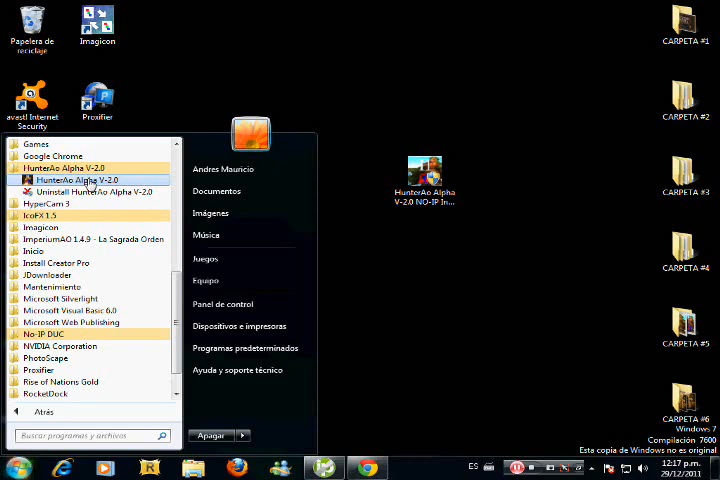 Papelera de
reciclaje
Imagicon
avast! Internet
Security
Proxifier
Games
Google Chrome
HunterAo Alpha V-2.0
HunterAo Alpha V-2.0
Uninstall HunterAo Alpha V-2.0
HyperCam 3
IcoFX 1.5
Imagicon
ImperiumAO 1.4.9 - La Sagrada Orden
Inicio
Install Creator Pro
JDownloader
Mantenimiento
Microsoft Silverlight
Microsoft Visual Basic 6.0
Microsoft Web Publishing
No-IP DUC
NVIDIA Corporation
PhotoScape
Proxifier
Rise of Nations Gold
RocketDock
Atrás
Buscar programas y archivos
Andres Mauricio
Documentos
Imágenes
Música
Juegos
Equipo
Panel de control
Dispositivos e impresoras
Programas predeterminados
Ayuda y soporte técnico
Apagar
HunterAo Alpha
V-2.0 NO-IP In...
CARPETA #1
CARPETA #2
CARPETA #3
CARPETA #4
CARPETA #5
CARPETA #6
Windows 7
Compilación 7600
Esta copia de Windows no es original
ES
12:17 p.m.
29/12/2011